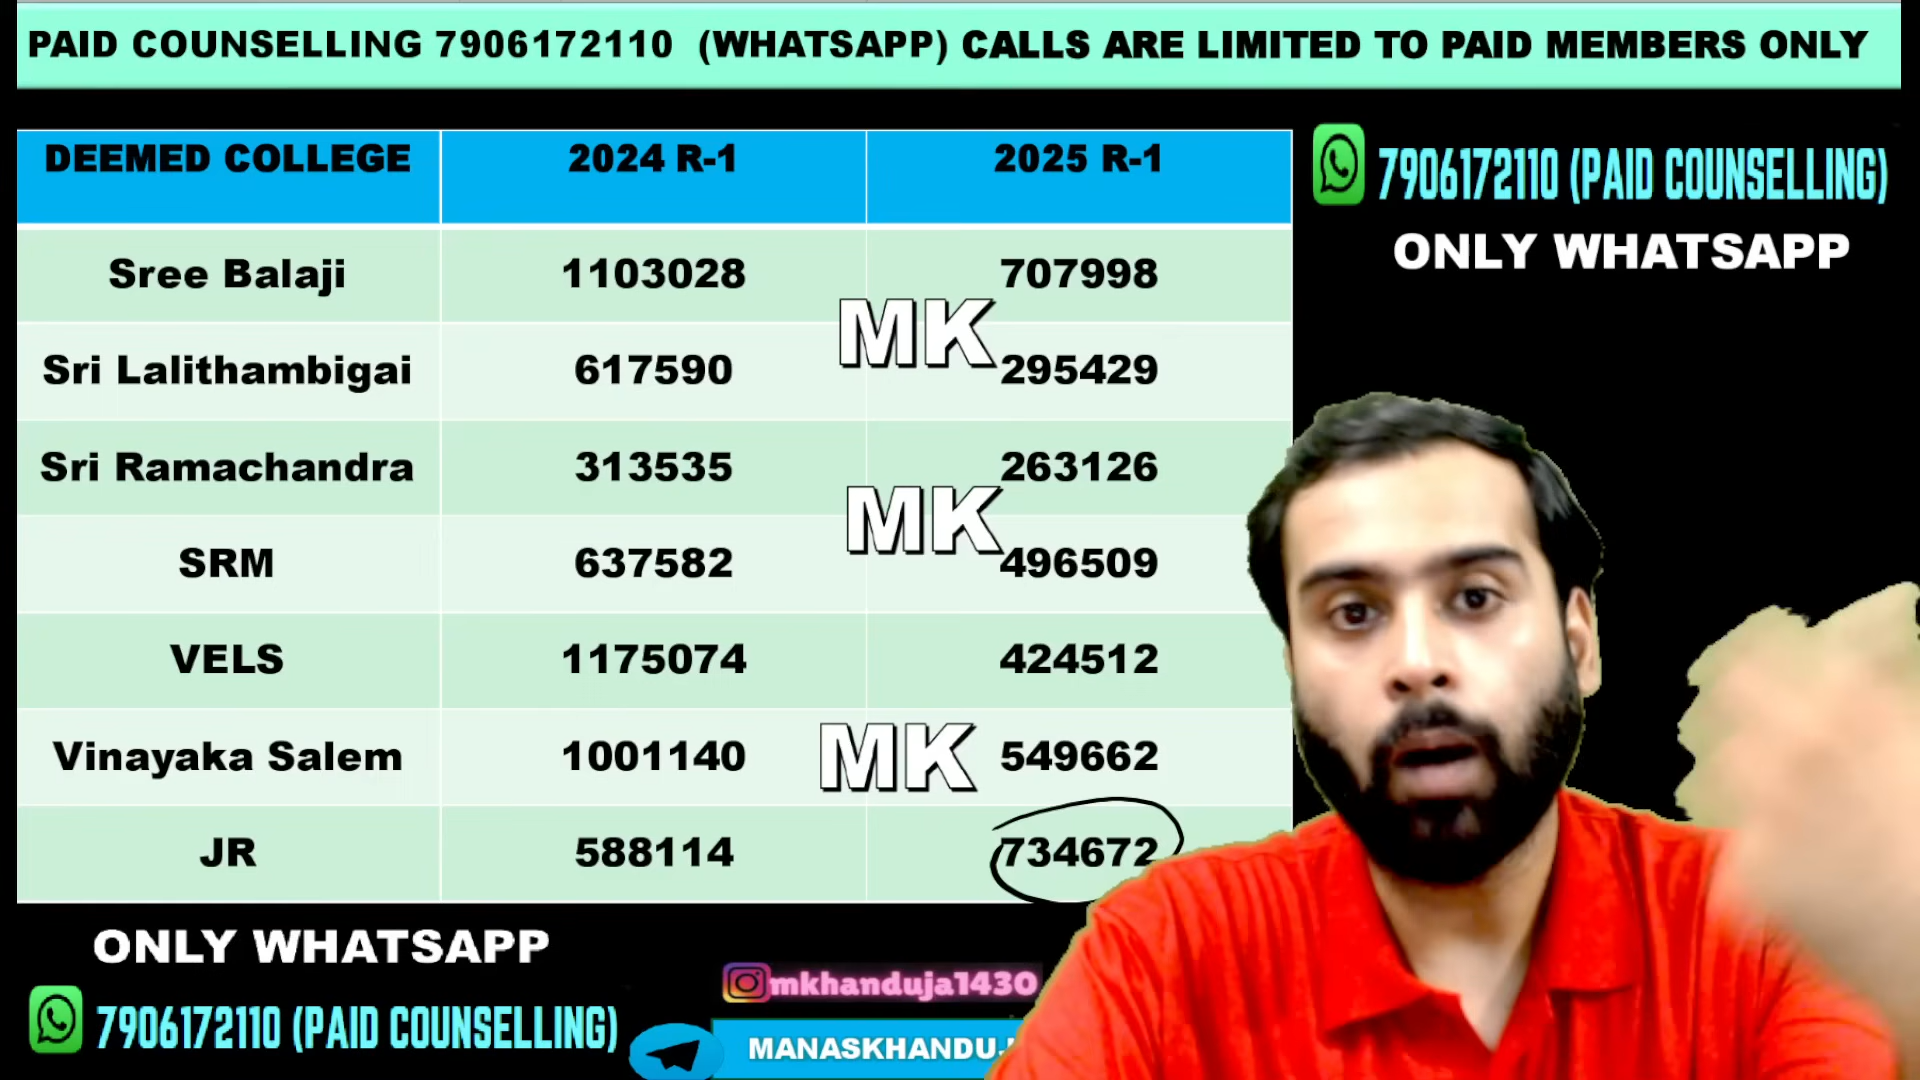 PAID COUNSELLING 7906172110 (WHATSAPP) CALLS ARE LIMITED TO PAID MEMBERS ONLY
DEEMED COLLEGE 2024 R-1 2025 R-1
Sree Balaji 1103028 707998
MK
Sri Lalithambigai 617590 295429
Sri Ramachandra 313535 263126
MK
SRM 637582 496509
VELS 1175074 424512
Vinayaka Salem 1001140 549662
MK
JR 588114 734672
7906172110 (PAID COUNSELLING)
ONLY WHATSAPP
ONLY WHATSAPP
7906172110 (PAID COUNSELLING)
mkhanduja1430